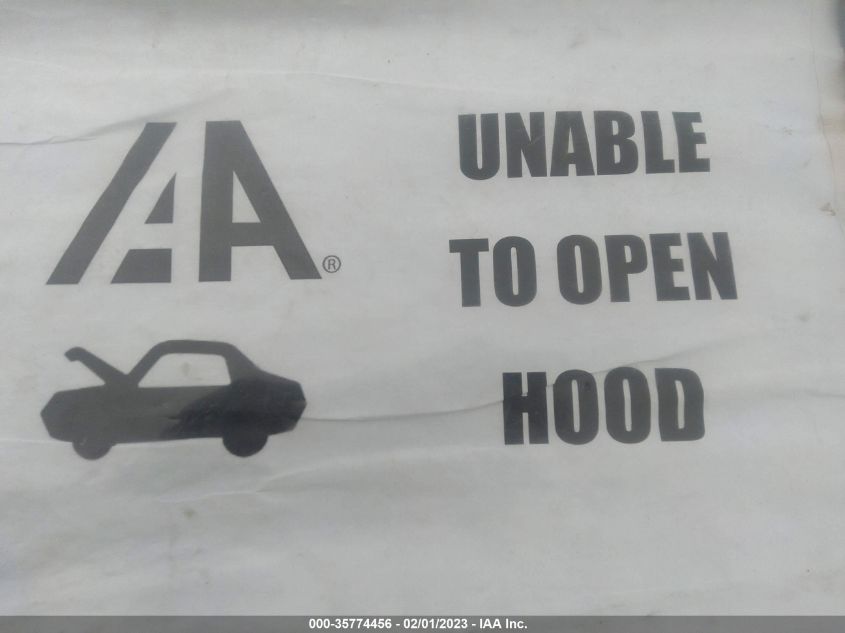 IAA®
UNABLE
TO OPEN
HOOD
000-35774456 - 02/01/2023 - IAA Inc.